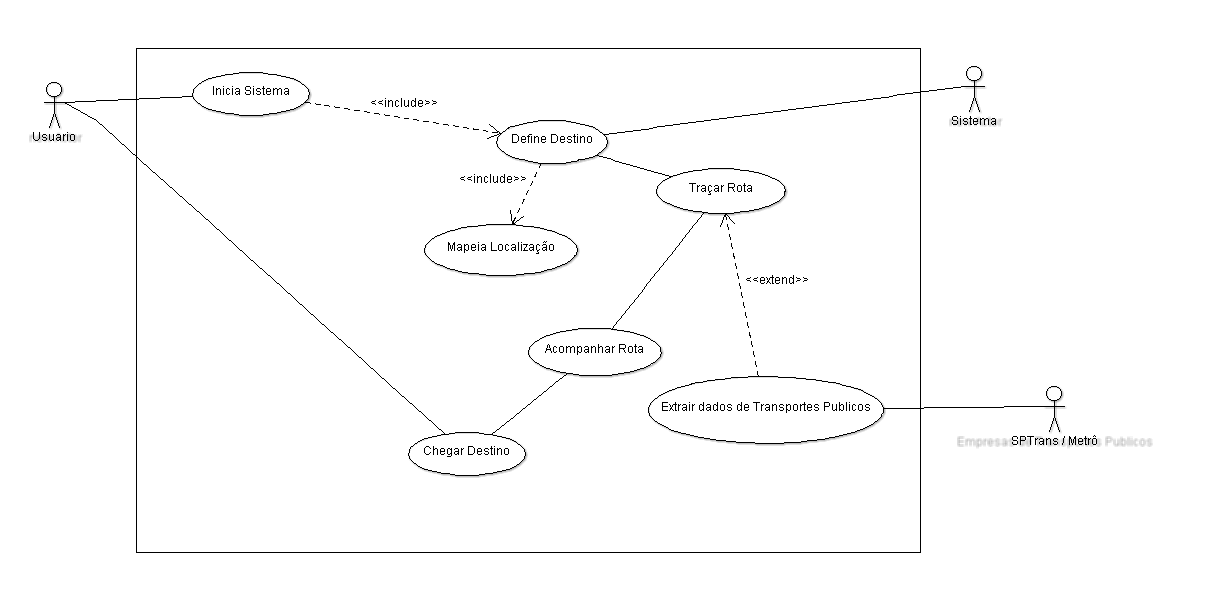 Inicia Sistema
<<include>>
Usuario
Sistema
Define Destino
<<include>>
Traçar Rota
Mapeia Localização
<<extend>>
Acompanhar Rota
Extrair dados de Transportes Publicos
SPTrans / Metrô
Empresas Publicos
Chegar Destino